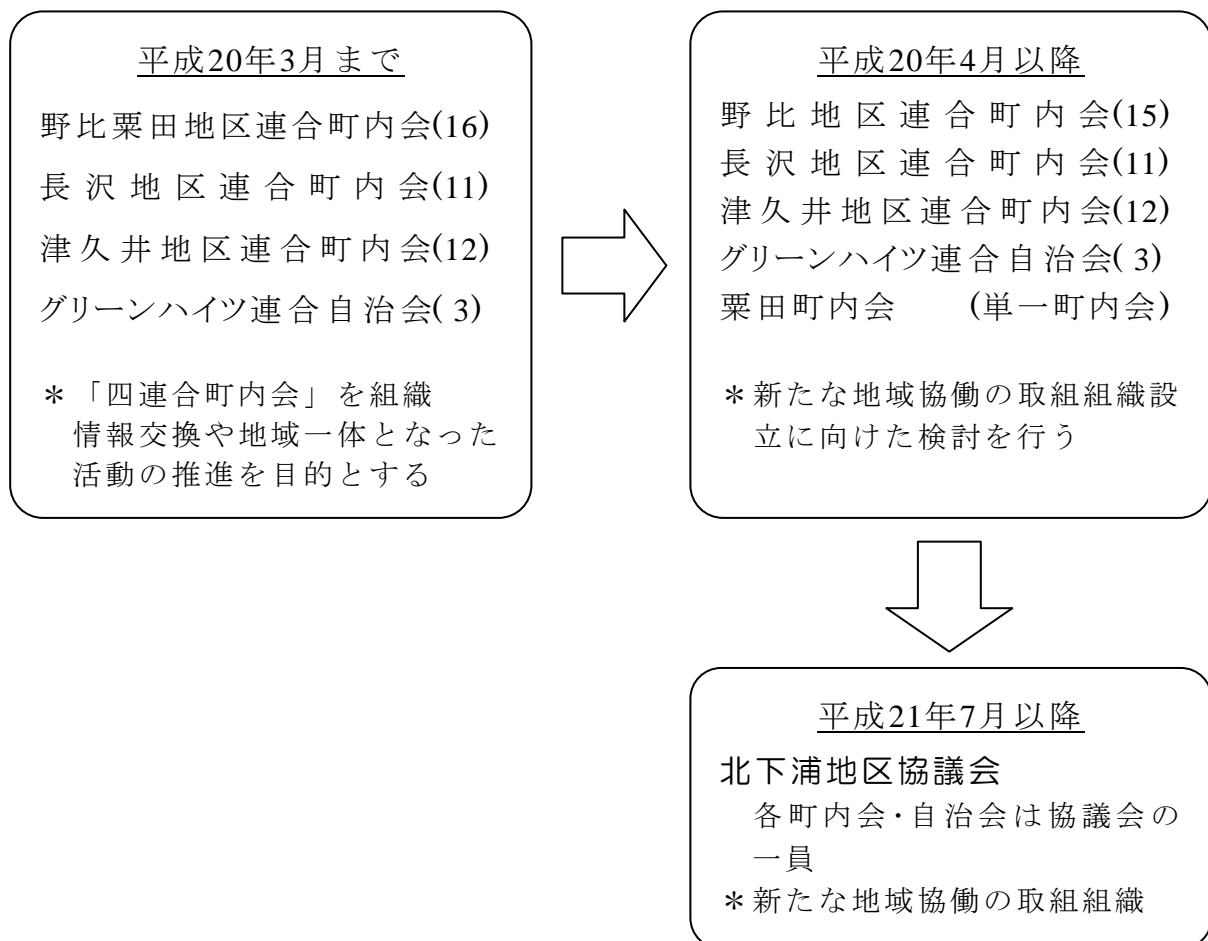 平成20年3月まで
野比粟田地区連合町内会(16)
長沢地区連合町内会(11)
津久井地区連合町内会(12)
グリーンハイツ連合自治会( 3)
＊「四連合町内会」を組織
情報交換や地域一体となった
活動の推進を目的とする
平成20年4月以降
野比地区連合町内会(15)
長沢地区連合町内会(11)
津久井地区連合町内会(12)
グリーンハイツ連合自治会( 3)
粟田町内会　　(単一町内会)
＊新たな地域協働の取組組織設
立に向けた検討を行う
平成21年7月以降
北下浦地区協議会
各町内会・自治会は協議会の
一員
＊新たな地域協働の取組組織